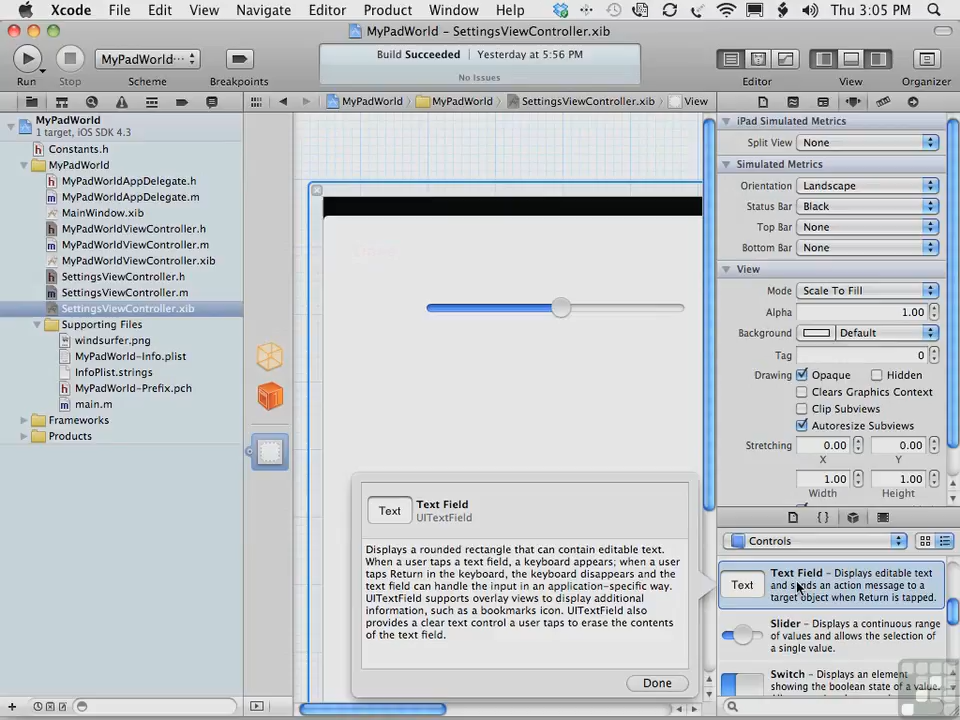 Xcode File Edit View Navigate Editor Product Window Help Thu 3:05 PM
MyPadWorld – SettingsViewController.xib
Run Stop MyPadWorld··· Scheme Breakpoints
Build Succeeded | Yesterday at 5:56 PM
No Issues
Editor View Organizer
MyPadWorld MyPadWorld SettingsViewController.xib View
MyPadWorld
1 target, iOS SDK 4.3
Constants.h
MyPadWorld
MyPadWorldAppDelegate.h
MyPadWorldAppDelegate.m
MainWindow.xib
MyPadWorldViewController.h
MyPadWorldViewController.m
MyPadWorldViewController.xib
SettingsViewController.h
SettingsViewController.m
SettingsViewController.xib
Supporting Files
windsurfer.png
MyPadWorld-Info.plist
InfoPlist.strings
MyPadWorld-Prefix.pch
main.m
Frameworks
Products
Text
Text Field
UITextField
Displays a rounded rectangle that can contain editable text.
When a user taps a text field, a keyboard appears; when a user
taps Return in the keyboard, the keyboard disappears and the
text field can handle the input in an application-specific way.
UITextField supports overlay views to display additional
information, such as a bookmarks icon. UITextField also
provides a clear text control a user taps to erase the contents
of the text field.
Done
iPad Simulated Metrics
Split View None
Simulated Metrics
Orientation Landscape
Status Bar Black
Top Bar None
Bottom Bar None
View
Mode Scale To Fill
Alpha 1.00
Background Default
Tag 0
Drawing Opaque Hidden
Clears Graphics Context
Clip Subviews
Autoresize Subviews
Stretching 0.00 0.00
X Y
1.00 1.00
Width Height
Controls
Text
Text Field – Displays editable text
and sends an action message to a
target object when Return is tapped.
Slider – Displays a continuous range
of values and allows the selection of
a single value.
Switch – Displays an element
showing the boolean state of a value.